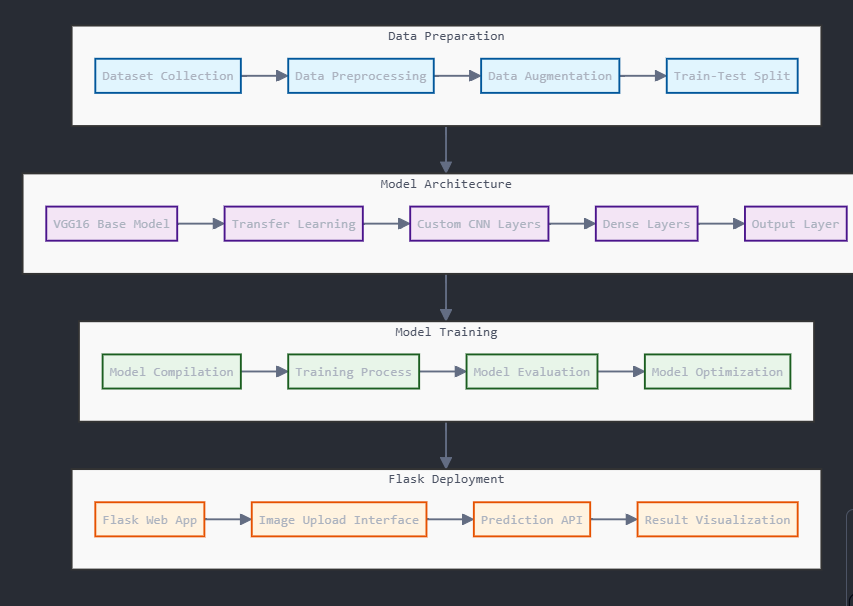 Data Preparation
Dataset Collection Data Preprocessing Data Augmentation Train-Test Split
Model Architecture
VGG16 Base Model Transfer Learning Custom CNN Layers Dense Layers Output Layer
Model Training
Model Compilation Training Process Model Evaluation Model Optimization
Flask Deployment
Flask Web App Image Upload Interface Prediction API Result Visualization